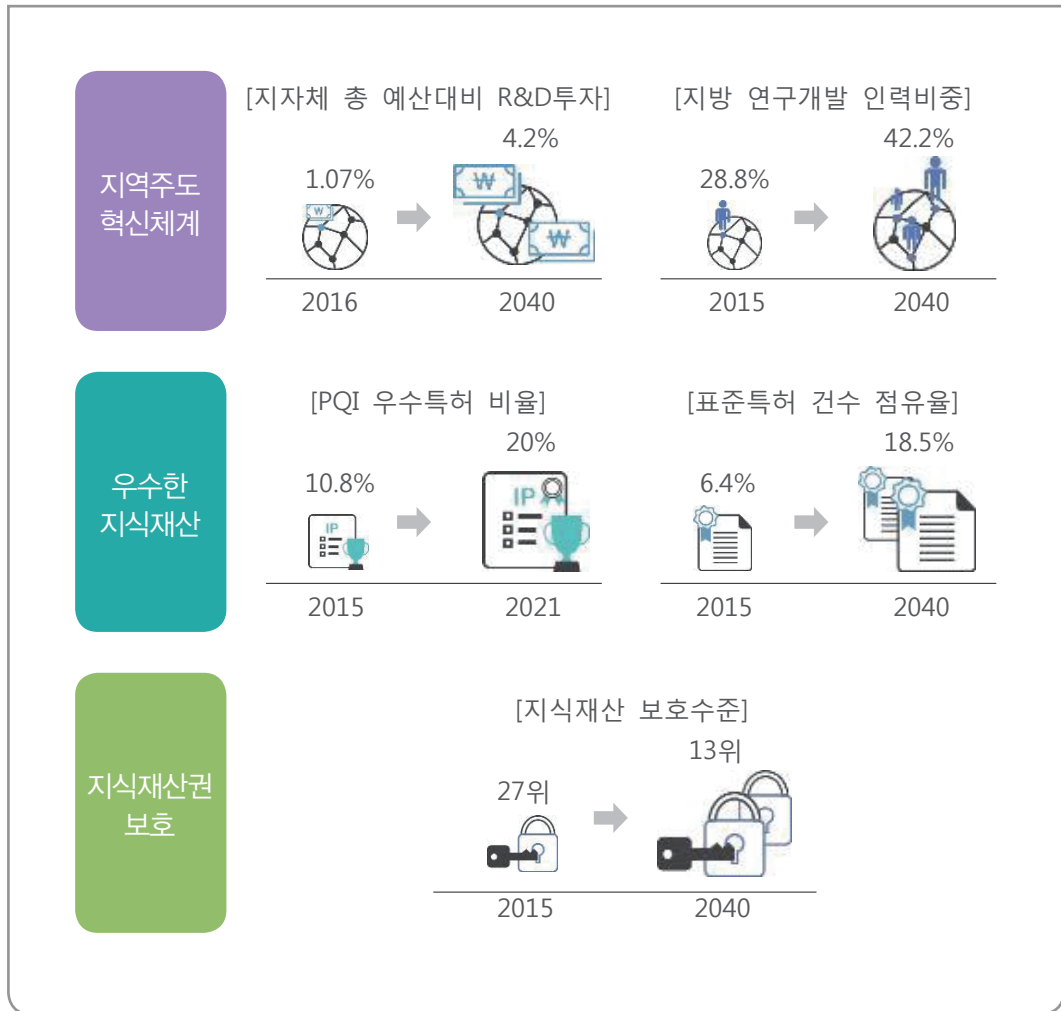 지역주도
혁신체계
[지자체 총 예산대비 R&D투자]
1.07%
4.2%
₩
₩
₩
2016
2040
[지방 연구개발 인력비중]
28.8%
42.2%
2015
2040
우수한
지식재산
[PQI 우수특허 비율]
10.8%
20%
IP
IP
2015
2021
[표준특허 건수 점유율]
6.4%
18.5%
2015
2040
지식재산권
보호
[지식재산 보호수준]
27위
13위
2015
2040